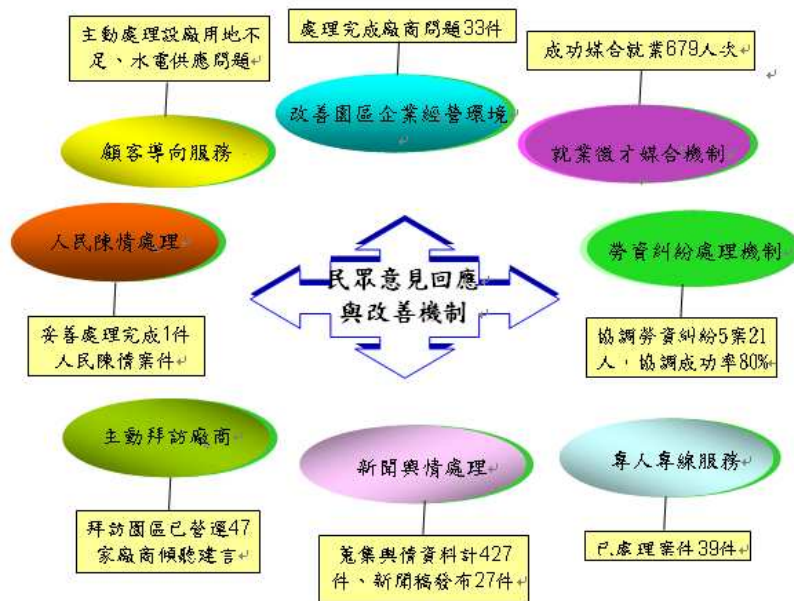 主動處理設廠用地不
足、水電供應問題
顧客導向服務
處理完成廠商問題33件
改善園區企業經營環境
成功媒合就業679人次
就業徵才媒合機制
人民陳情處理
妥善處理完成1件
人民陳情案件
民眾意見回應
與改善機制
勞資糾紛處理機制
協調勞資糾紛5案21
人，協調成功率80%
主動拜訪廠商
拜訪園區已營運47
家廠商傾聽建言
新聞輿情處理
蒐集輿情資料計427
件、新聞稿發布27件
專人專線服務
已處理案件39件